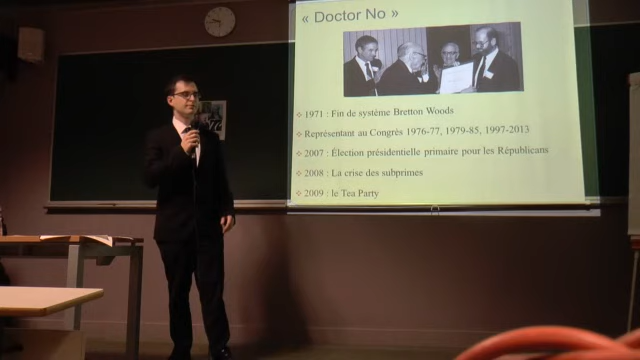 « Doctor No »
❖ 1971 : Fin de système Bretton Woods
❖ Représentant au Congrès 1976-77, 1979-85, 1997-2013
❖ 2007 : Élection présidentielle primaire pour les Républicains
❖ 2008 : La crise des subprimes
❖ 2009 : le Tea Party